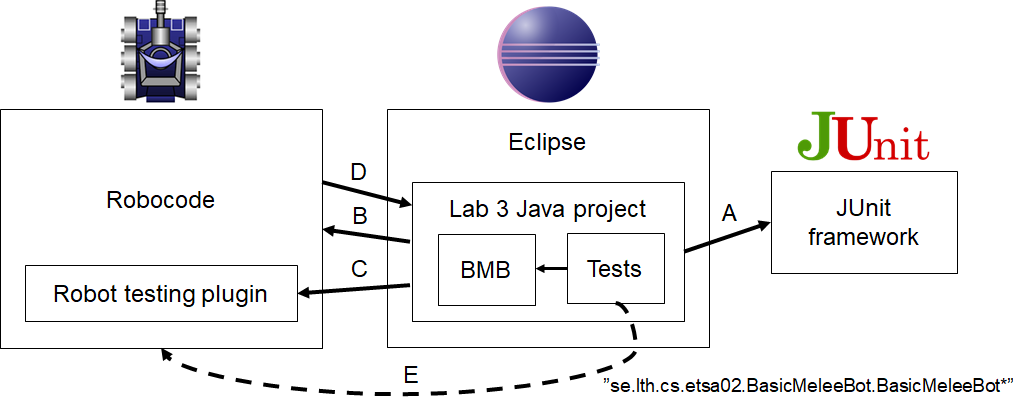 JUnit
Eclipse
Robocode
D
Lab 3 Java project
B
A
JUnit
framework
BMB
Tests
C
Robot testing plugin
E
”se.lth.cs.etsa02.BasicMeleeBot.BasicMeleeBot*”